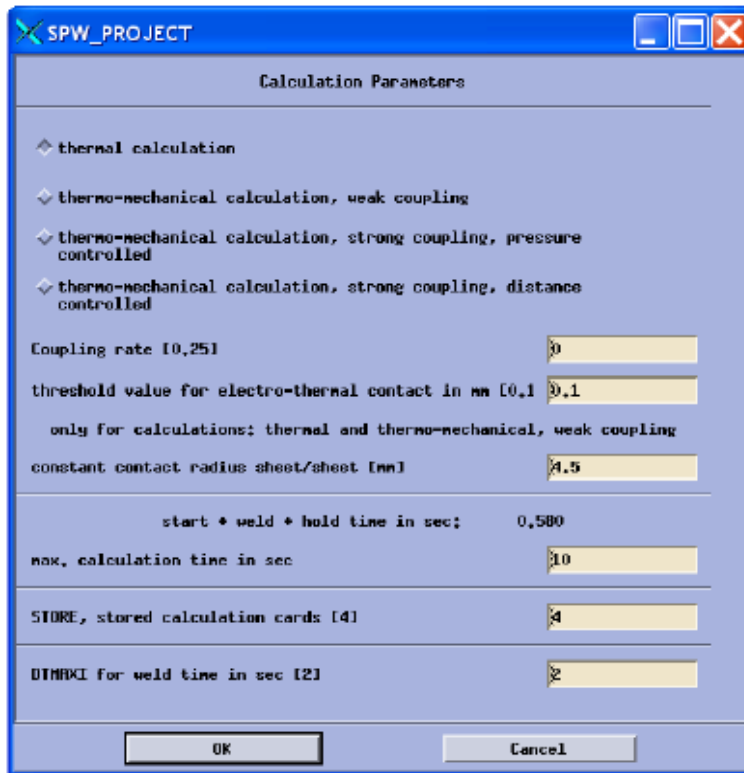 SPW_PROJECT
Calculation Parameters
thermal calculation
thermo-mechanical calculation, weak coupling
thermo-mechanical calculation, strong coupling, pressure
controlled
thermo-mechanical calculation, strong coupling, distance
controlled
Coupling rate [0.25] 0
threshold value for electro-thermal contact in mm [0.1 0.1
only for calculations: thermal and thermo-mechanical, weak coupling
constant contact radius sheet/sheet [mm] 4.5
start + weld + hold time in sec: 0.580
max. calculation time in sec 10
STORE, stored calculation cards [4] 4
DTMAXI for weld time in sec [2] 2
OK Cancel